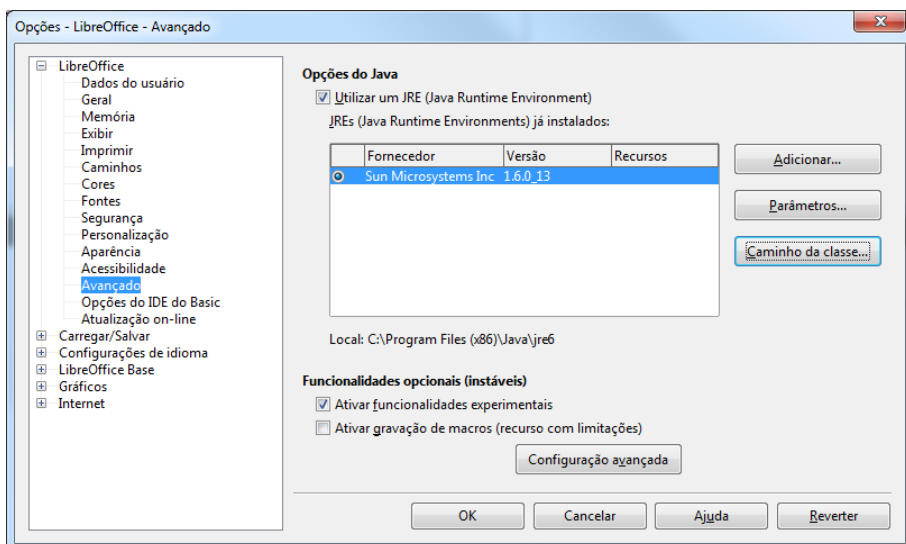 Opções - LibreOffice - Avançado
LibreOffice
Dados do usuário
Geral
Memória
Exibir
Imprimir
Caminhos
Cores
Fontes
Segurança
Personalização
Aparência
Acessibilidade
Avançado
Opções do IDE do Basic
Atualização on-line
Carregar/Salvar
Configurações de idioma
LibreOffice Base
Gráficos
Internet
Opções do Java
Utilizar um JRE (Java Runtime Environment)
JREs (Java Runtime Environments) já instalados:
Fornecedor Versão Recursos
Sun Microsystems Inc 1.6.0_13
Adicionar...
Parâmetros...
Caminho da classe...
Local: C:\Program Files (x86)\Java\jre6
Funcionalidades opcionais (instáveis)
Ativar funcionalidades experimentais
Ativar gravação de macros (recurso com limitações)
Configuração avançada
OK Cancelar Ajuda Reverter